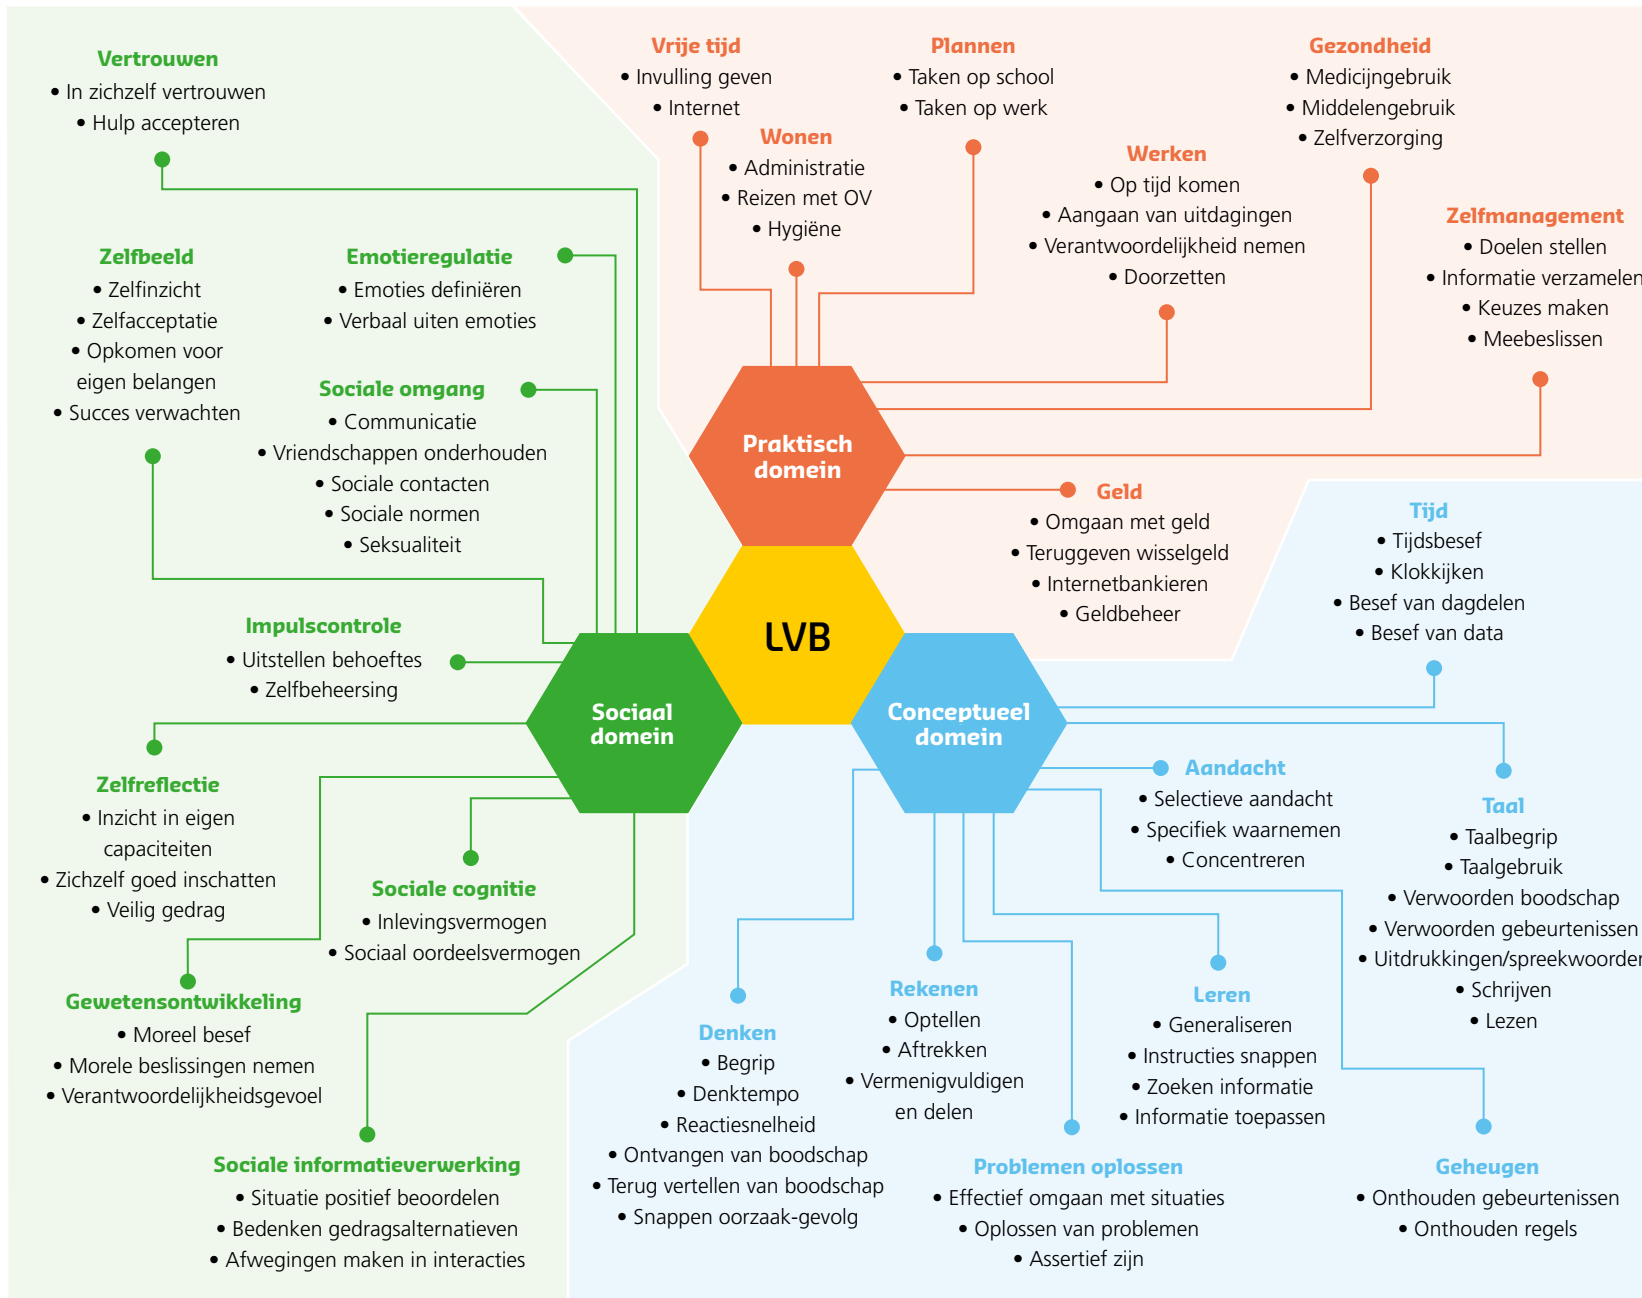 Vertrouwen
• In zichzelf vertrouwen
• Hulp accepteren
Zelfbeeld
• Zelfinzicht
• Zelfacceptatie
• Opkomen voor
eigen belangen
• Succes verwachten
Emotieregulatie
• Emoties definiëren
• Verbaal uiten emoties
Sociale omgang
• Communicatie
• Vriendschappen onderhouden
• Sociale contacten
• Sociale normen
• Seksualiteit
Impulscontrole
• Uitstellen behoeftes
• Zelfbeheersing
Zelfreflectie
• Inzicht in eigen
capaciteiten
• Zichzelf goed inschatten
• Veilig gedrag
Sociale cognitie
• Inlevingsvermogen
• Sociaal oordeelsvermogen
Gewetensontwikkeling
• Moreel besef
• Morele beslissingen nemen
• Verantwoordelijkheidsgevoel
Sociale informatieverwerking
• Situatie positief beoordelen
• Bedenken gedragsalternatieven
• Afwegingen maken in interacties
Sociaal
domein
LVB
Praktisch
domein
Vrije tijd
• Invulling geven
• Internet
Wonen
• Administratie
• Reizen met OV
• Hygiëne
Plannen
• Taken op school
• Taken op werk
Werken
• Op tijd komen
• Aangaan van uitdagingen
• Verantwoordelijkheid nemen
• Doorzetten
Gezondheid
• Medicijngebruik
• Middelengebruik
• Zelfverzorging
Zelfmanagement
• Doelen stellen
• Informatie verzamelen
• Keuzes maken
• Meebeslissen
Geld
• Omgaan met geld
• Teruggeven wisselgeld
• Internetbankieren
• Geldbeheer
Conceptueel
domein
Tijd
• Tijdsbesef
• Klokkijken
• Besef van dagdelen
• Besef van data
Aandacht
• Selectieve aandacht
• Specifiek waarnemen
• Concentreren
Taal
• Taalbegrip
• Taalgebruik
• Verwoorden boodschap
• Verwoorden gebeurtenissen
• Uitdrukkingen/spreekwoorden
• Schrijven
• Lezen
Denken
• Begrip
• Denktempo
• Reactiesnelheid
• Ontvangen van boodschap
• Terug vertellen van boodschap
• Snappen oorzaak-gevolg
Rekenen
• Optellen
• Aftrekken
• Vermenigvuldigen
en delen
Leren
• Generaliseren
• Instructies snappen
• Zoeken informatie
• Informatie toepassen
Problemen oplossen
• Effectief omgaan met situaties
• Oplossen van problemen
• Assertief zijn
Geheugen
• Onthouden gebeurtenissen
• Onthouden regels